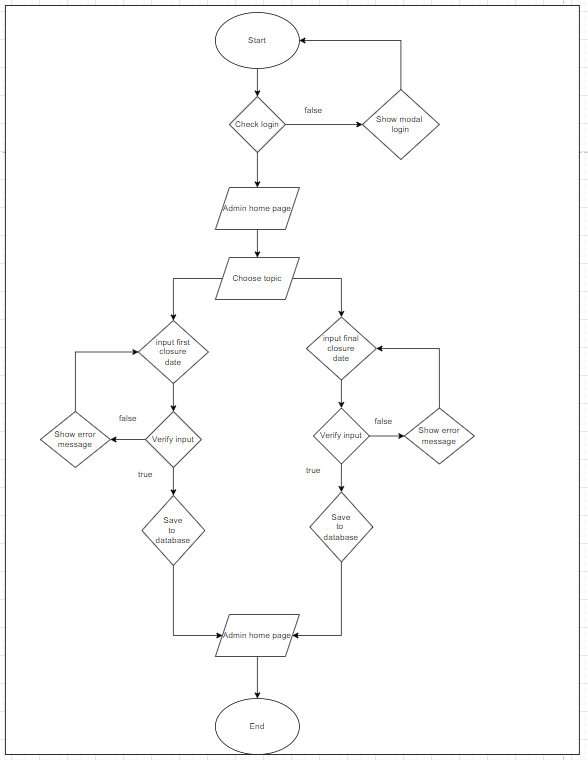 Start
false
Check login
Show modal
login
Admin home page
Choose topic
input first
closure
date
input final
closure
date
false
false
Show error
message
Verify input
Verify input
Show error
message
true
true
Save
to
database
Save
to
database
Admin home page
End